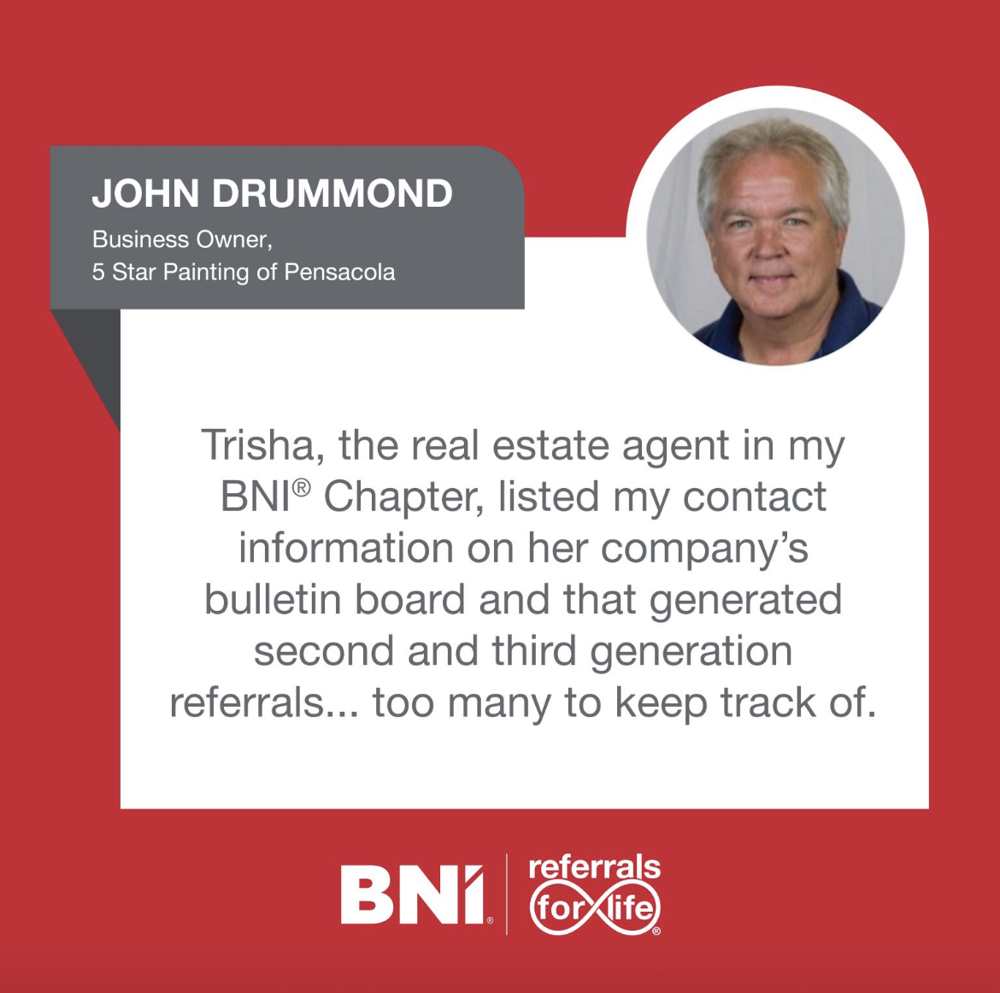 JOHN DRUMMOND
Business Owner,
5 Star Painting of Pensacola
Trisha, the real estate agent in my
BNI® Chapter, listed my contact
information on her company’s
bulletin board and that generated
second and third generation
referrals... too many to keep track of.
BNI®
referrals
for life®